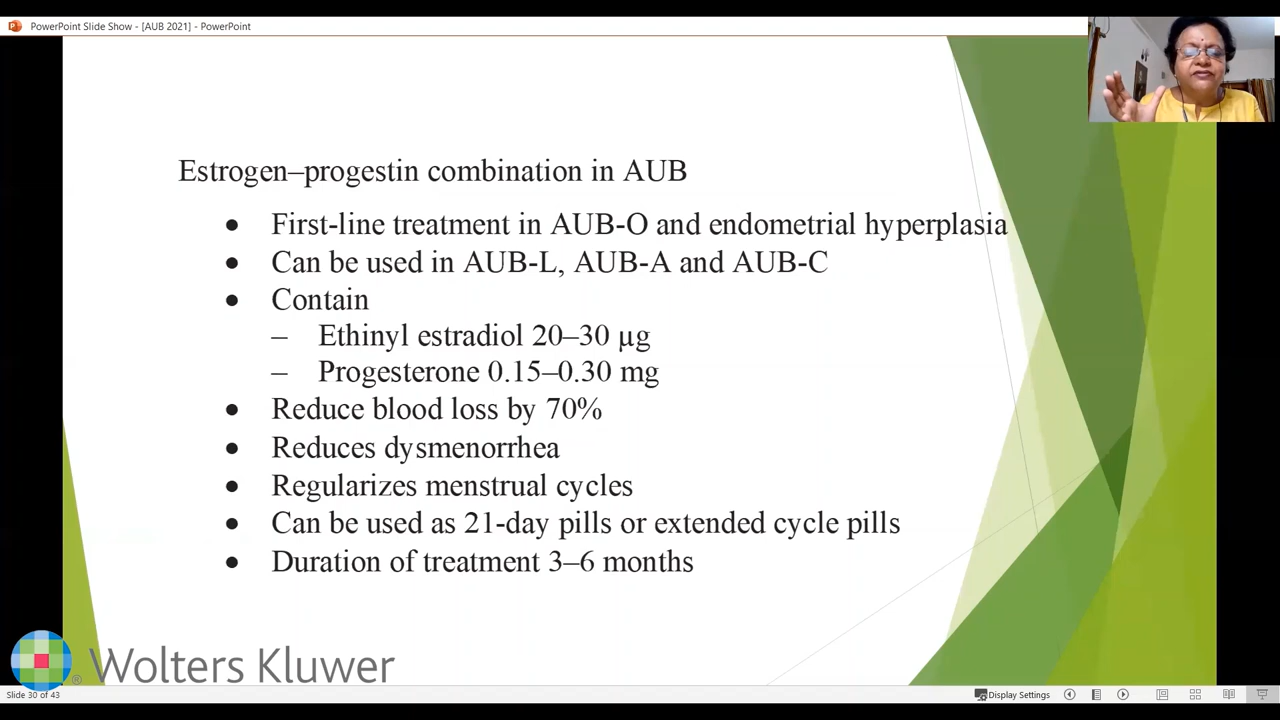 PowerPoint Slide Show - [AUB 2021] - PowerPoint
Estrogen–progestin combination in AUB
● First-line treatment in AUB-O and endometrial hyperplasia
● Can be used in AUB-L, AUB-A and AUB-C
● Contain
– Ethinyl estradiol 20–30 µg
– Progesterone 0.15–0.30 mg
● Reduce blood loss by 70%
● Reduces dysmenorrhea
● Regularizes menstrual cycles
● Can be used as 21-day pills or extended cycle pills
● Duration of treatment 3–6 months
® Wolters Kluwer
Slide 30 of 43
Display Settings